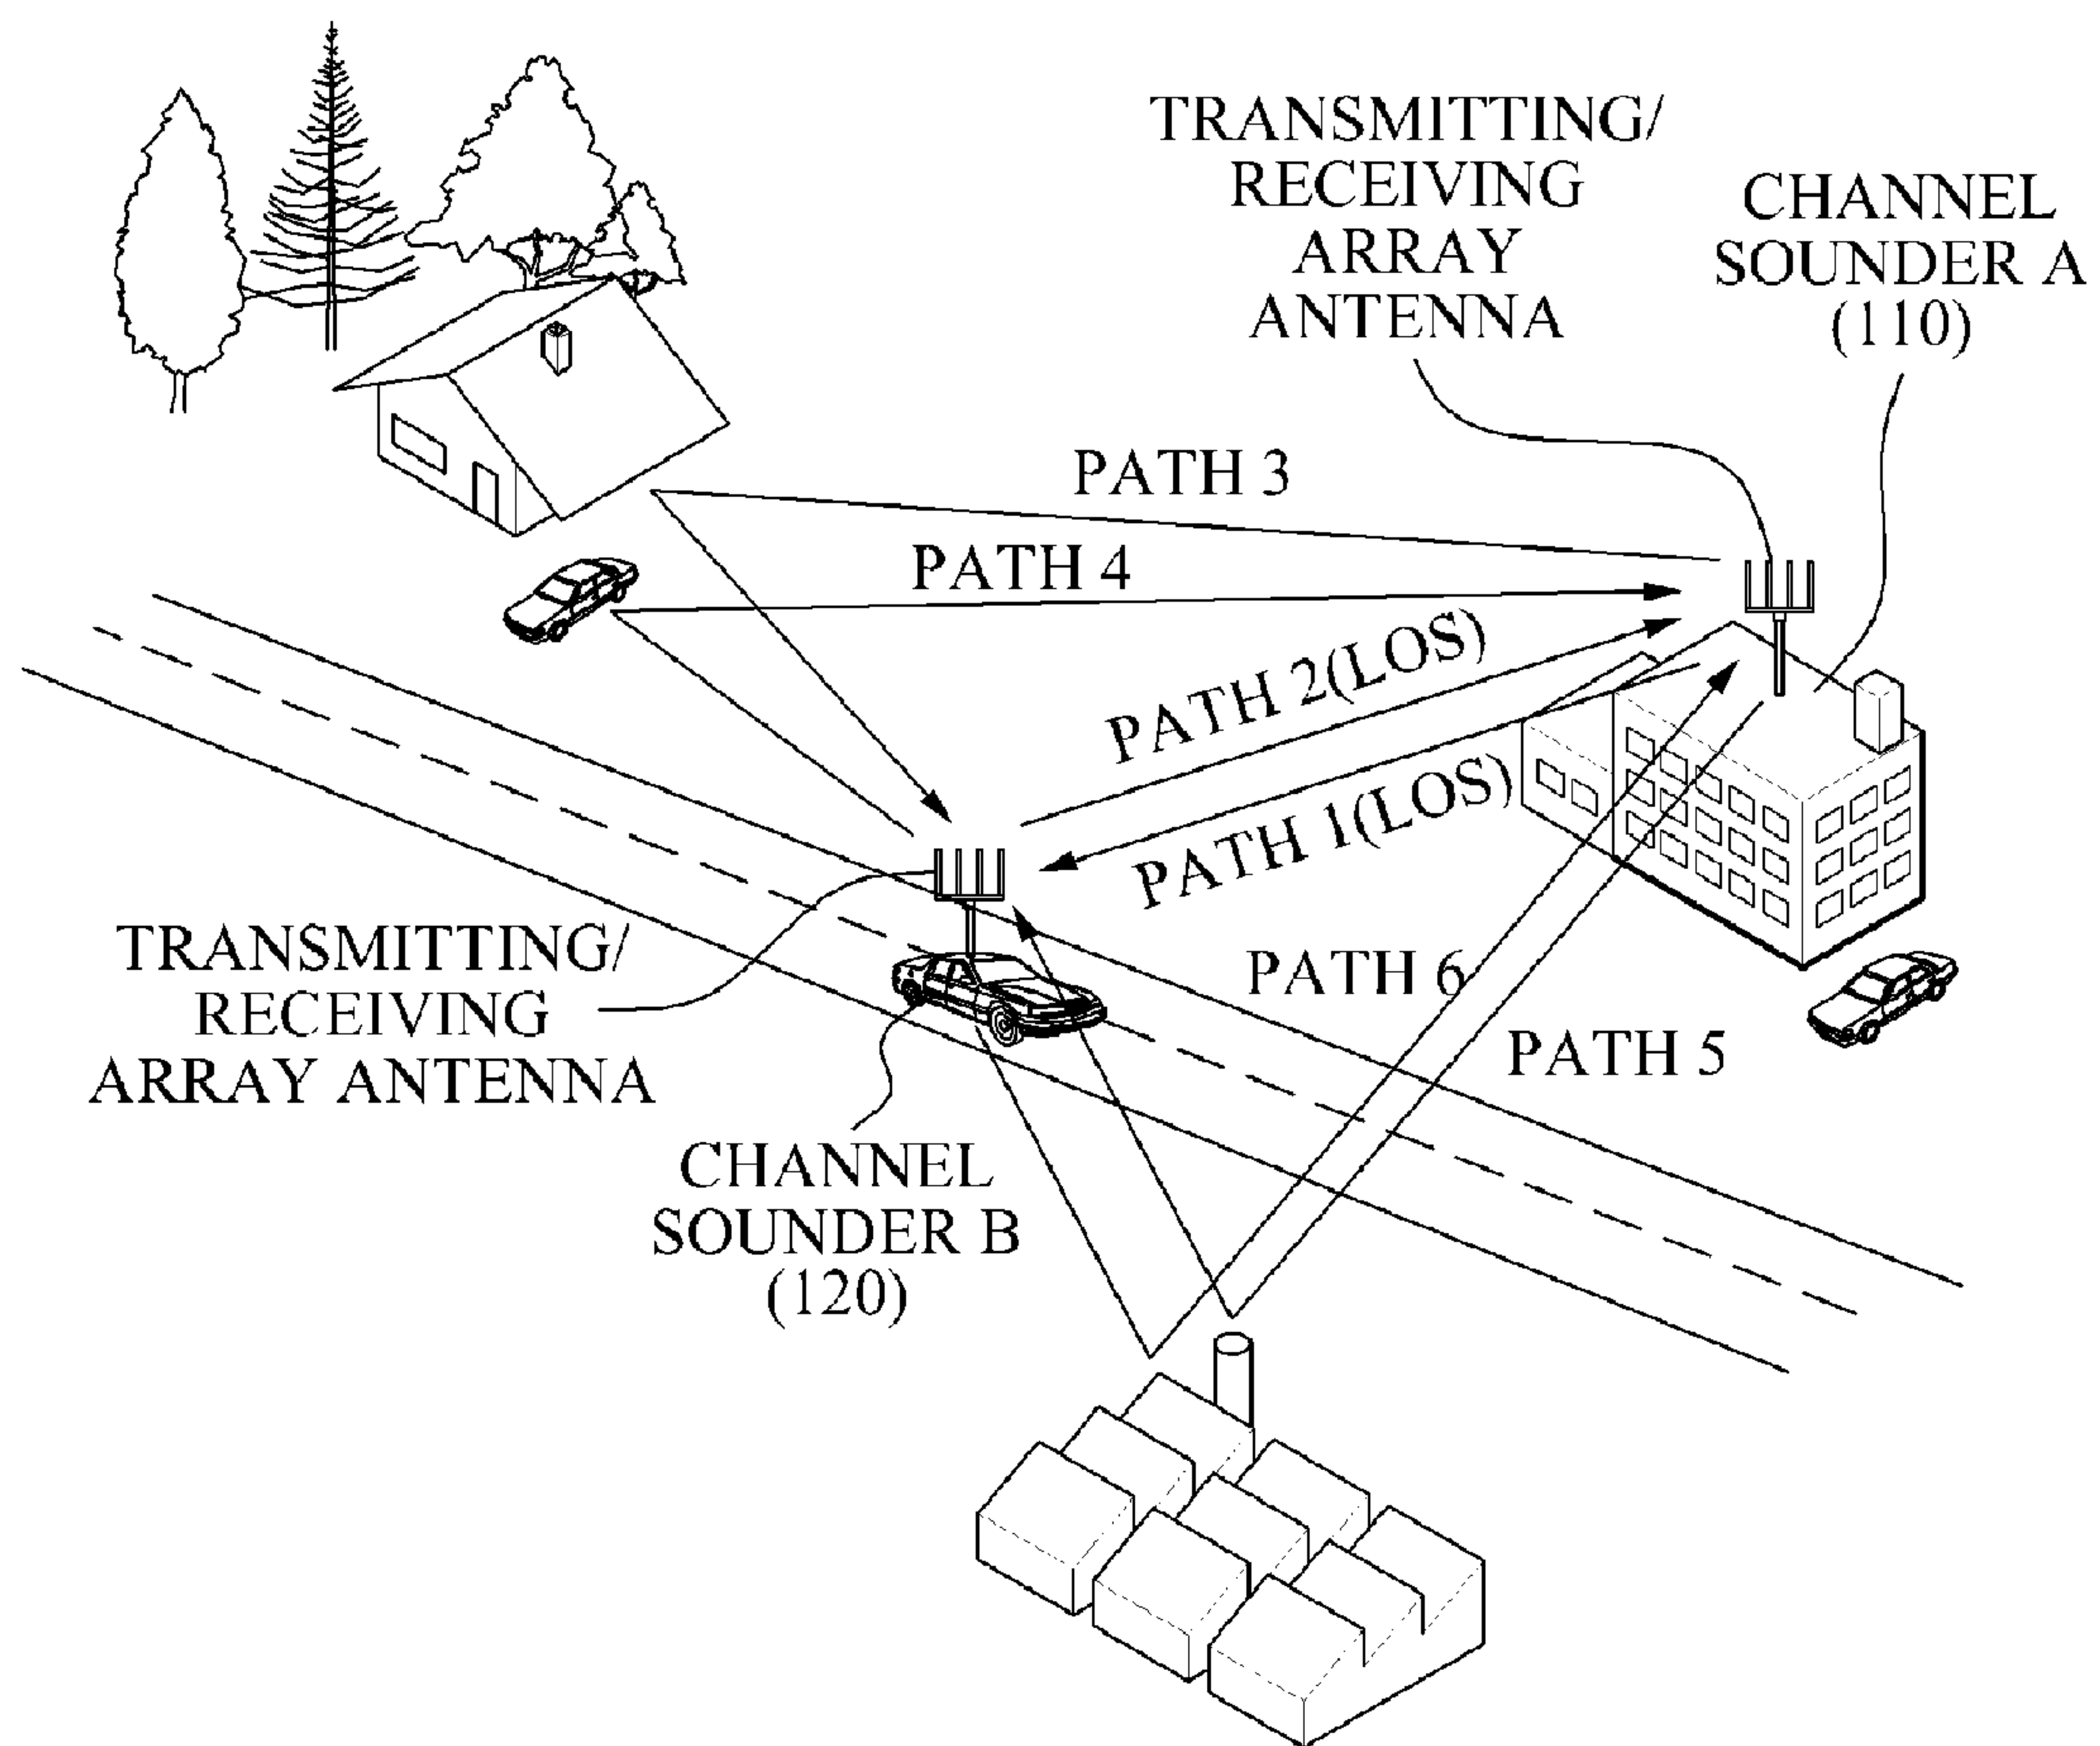 TRANSMITTING/
RECEIVING
ARRAY
ANTENNA
CHANNEL
SOUNDER A
(110)
PATH 3
PATH 4
PATH 2(LOS)
PATH 1(LOS)
TRANSMITTING/
RECEIVING
ARRAY ANTENNA
PATH 6
PATH 5
CHANNEL
SOUNDER B
(120)